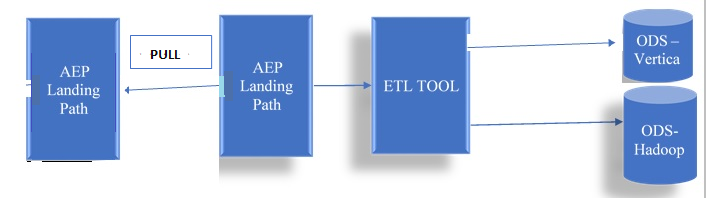 AEP
Landing
Path
PULL
AEP
Landing
Path
ETL TOOL
ODS –
Vertica
ODS-
Hadoop